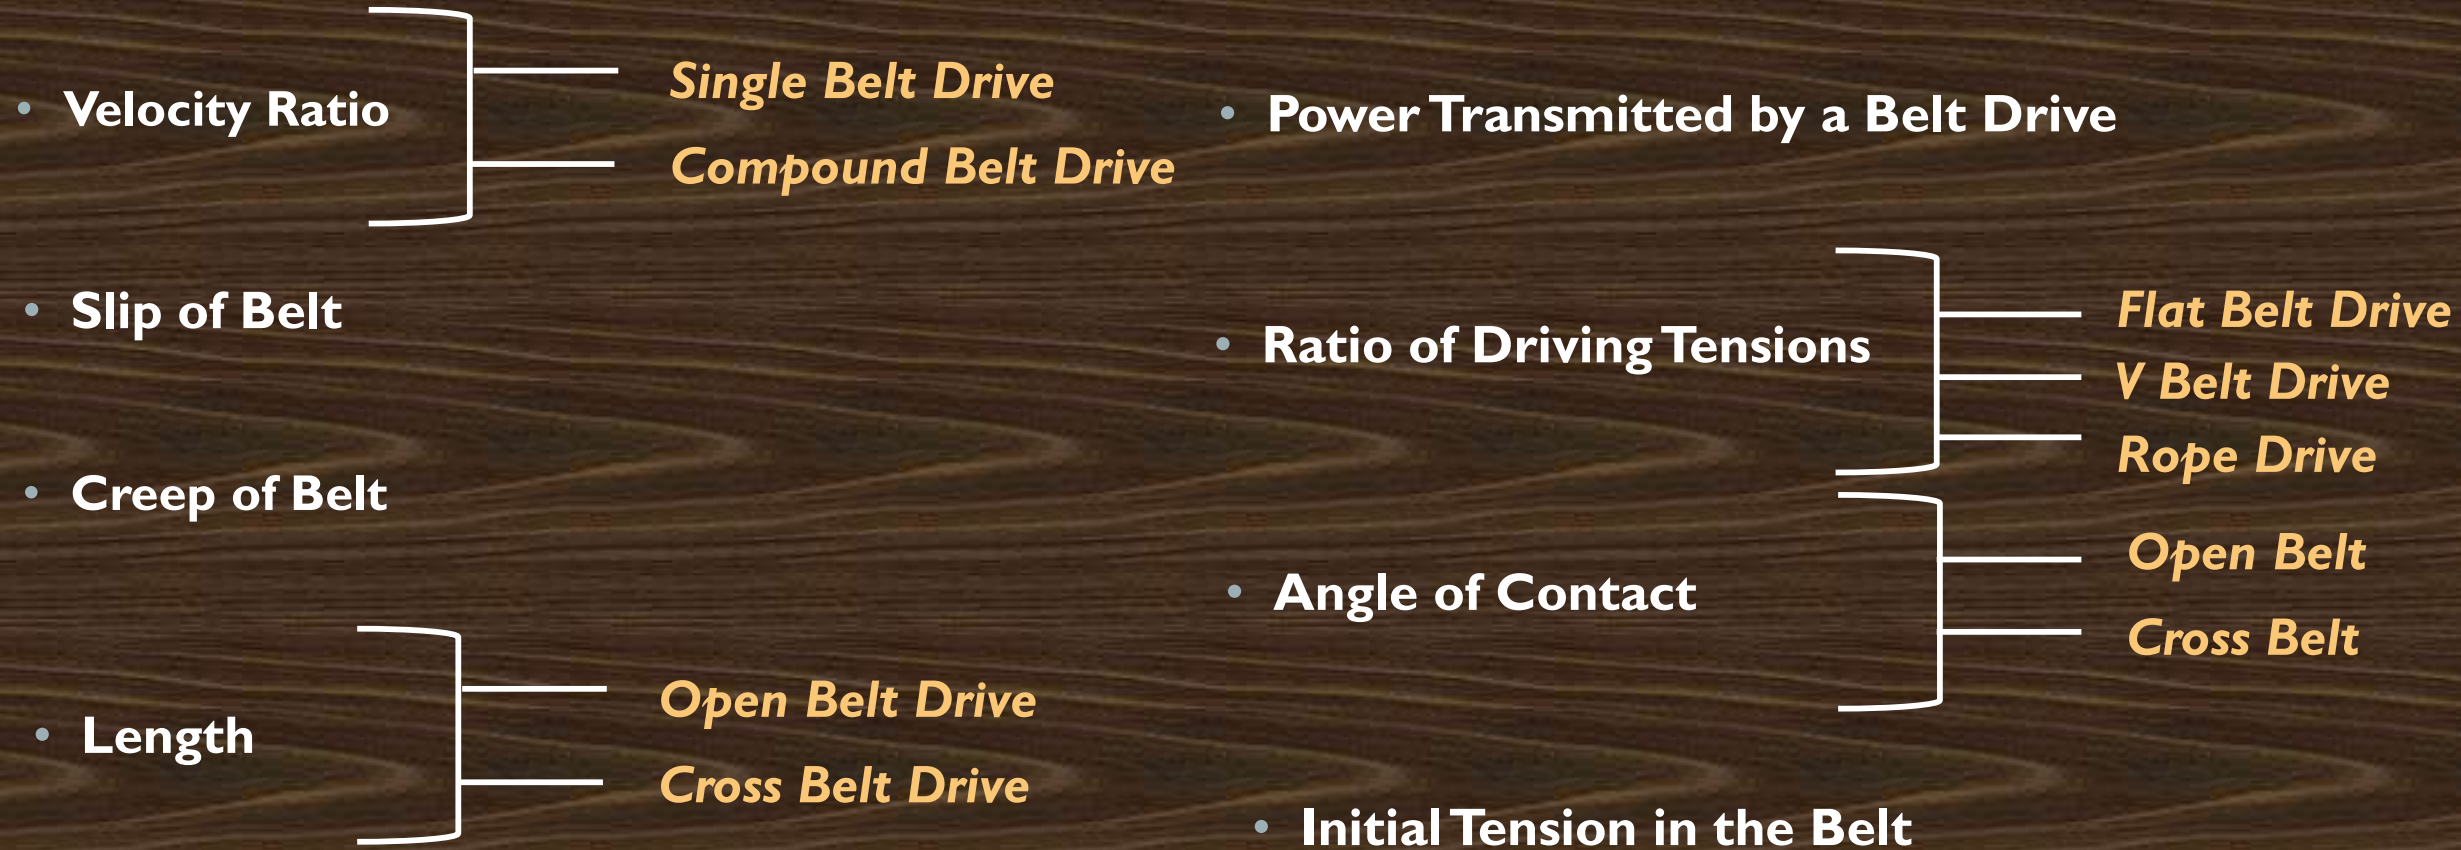 • Velocity Ratio
Single Belt Drive
Compound Belt Drive
• Slip of Belt
• Creep of Belt
• Length
Open Belt Drive
Cross Belt Drive
• Power Transmitted by a Belt Drive
• Ratio of Driving Tensions
Flat Belt Drive
V Belt Drive
Rope Drive
• Angle of Contact
Open Belt
Cross Belt
• Initial Tension in the Belt